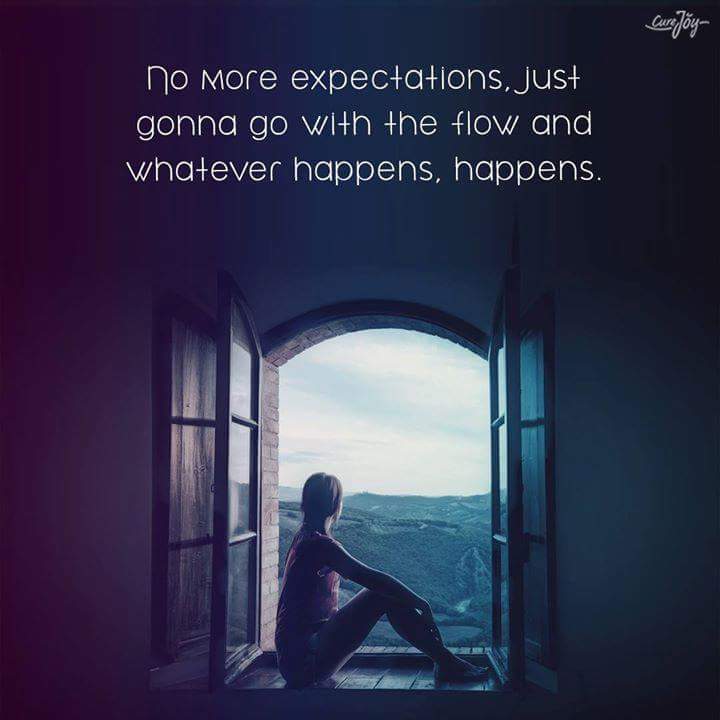 CureJoy
No More expectations, just
gonna go with the flow and
whatever happens, happens.